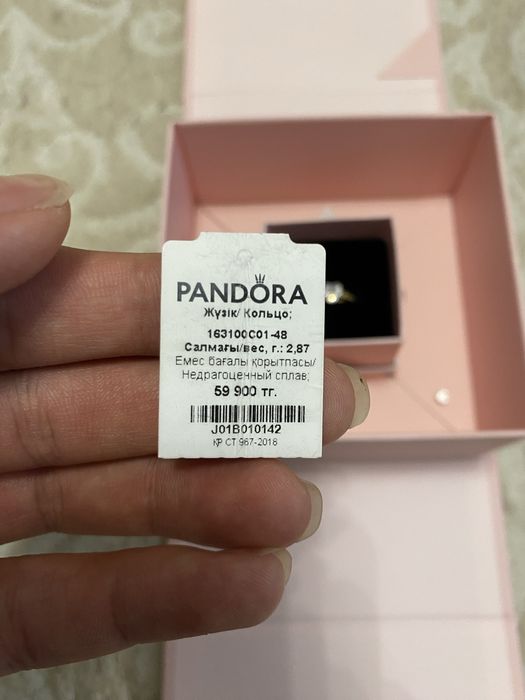 PANDORA
Жүзік/ Кольцо;
163100C01-48
Салмағы/вес, г.: 2,87
Емес бағалы қорытпасы/
Недрагоценный сплав;
59 900 тг.
J01B010142
ҚР СТ 967-2018